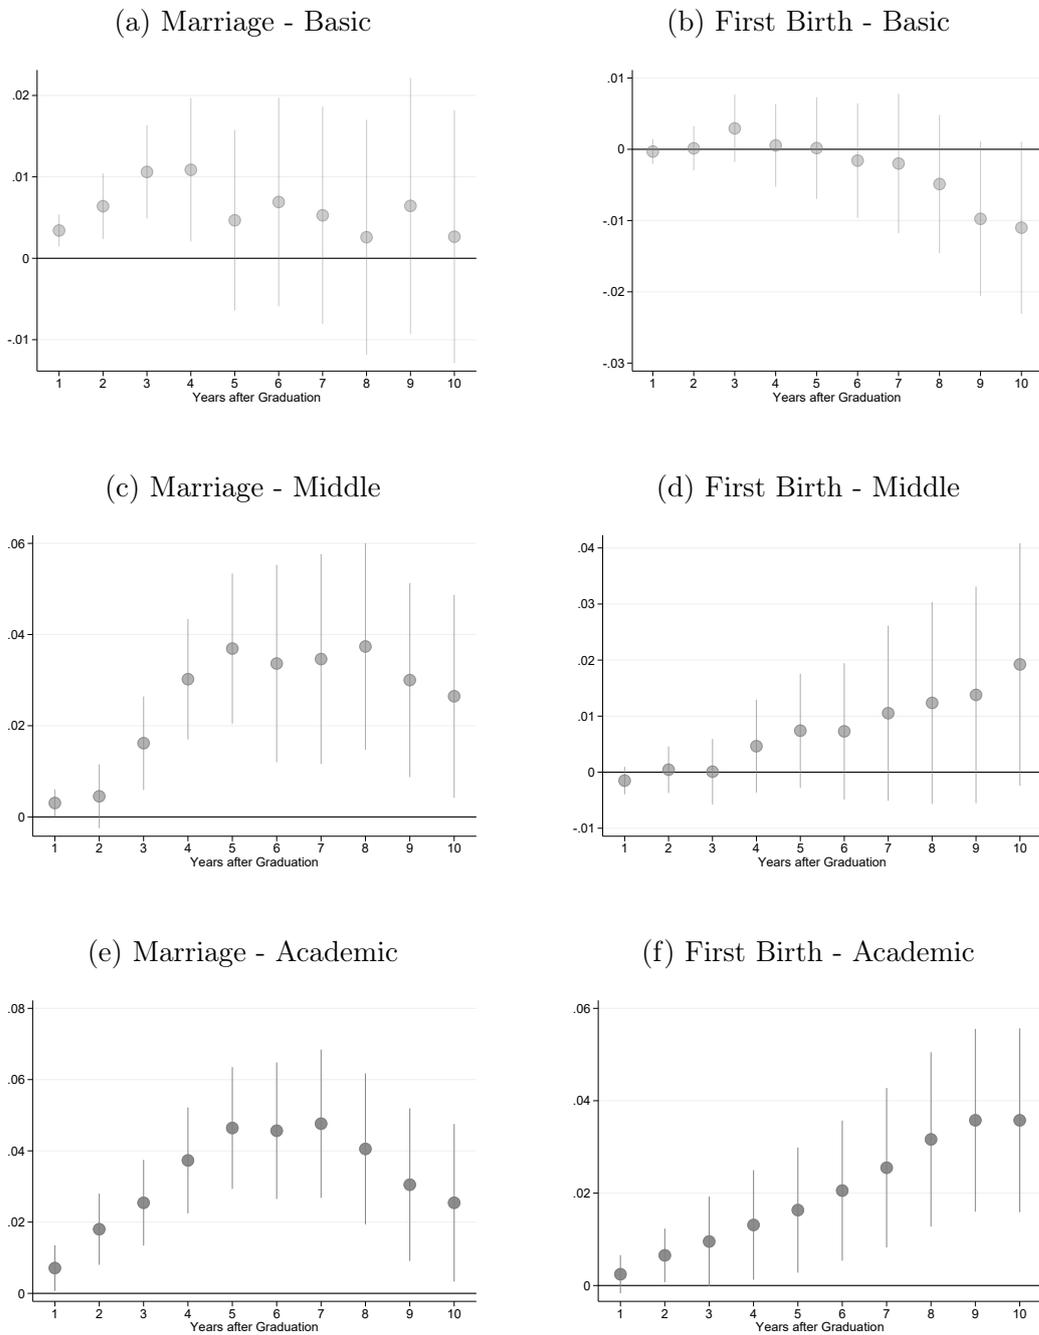 (a) Marriage - Basic
.02
.01
0
-.01
1 2 3 4 5 6 7 8 9 10
Years after Graduation
(b) First Birth - Basic
.01
0
-.01
-.02
-.03
1 2 3 4 5 6 7 8 9 10
Years after Graduation
(c) Marriage - Middle
.06
.04
.02
0
1 2 3 4 5 6 7 8 9 10
Years after Graduation
(d) First Birth - Middle
.04
.03
.02
.01
0
-.01
1 2 3 4 5 6 7 8 9 10
Years after Graduation
(e) Marriage - Academic
.08
.06
.04
.02
0
1 2 3 4 5 6 7 8 9 10
Years after Graduation
(f) First Birth - Academic
.06
.04
.02
0
1 2 3 4 5 6 7 8 9 10
Years after Graduation